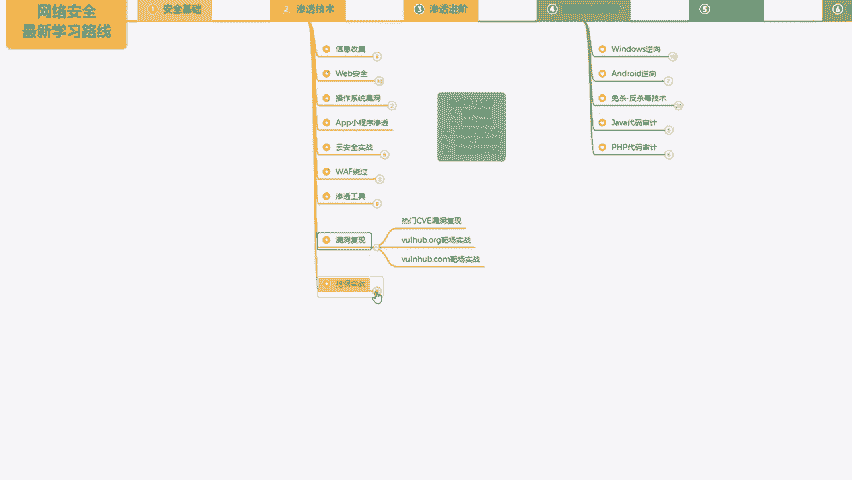 网络安全
最新学习路线
1 安全基础
2 渗透技术
3 渗透进阶
4
5
6
信息收集
Web安全
操作系统漏洞
App小程序渗透
云安全实战
WAF绕过
渗透工具
漏洞复现
热门CVE漏洞复现
vulhub.org靶场实战
vulnhub.com靶场实战
Windows逆向
Android逆向
免杀-反杀毒技术
Java代码审计
PHP代码审计